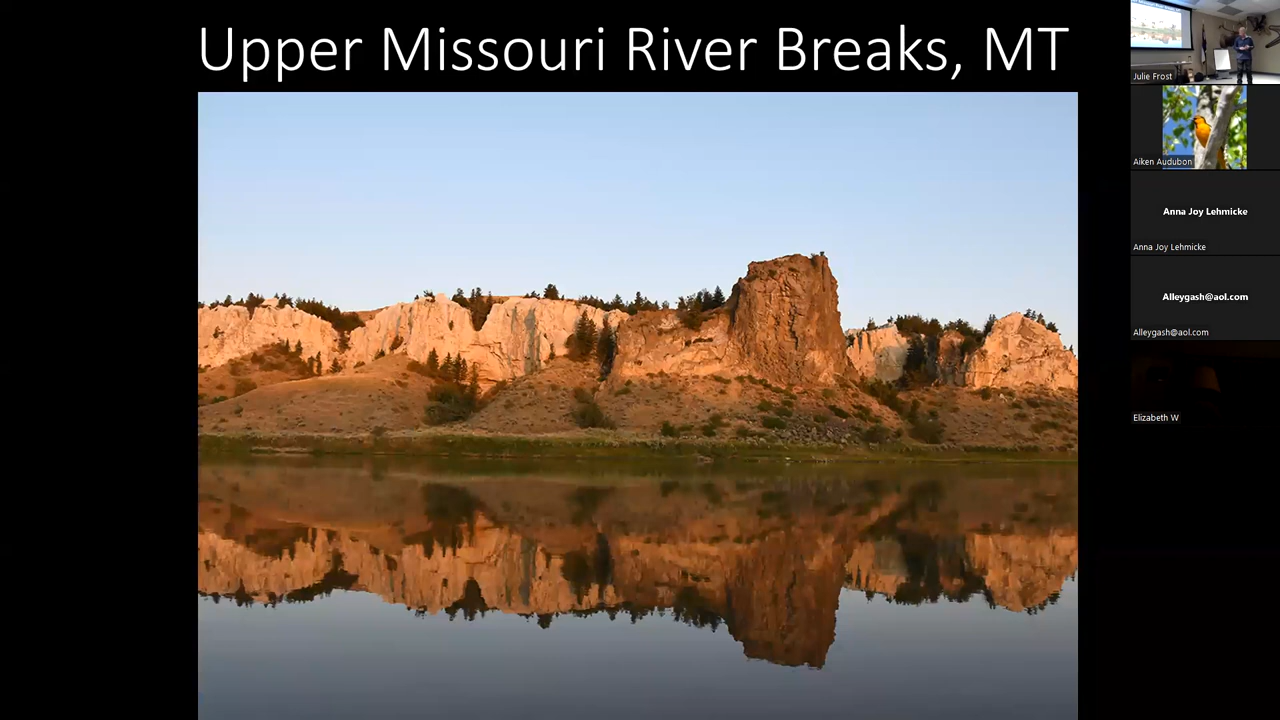 Upper Missouri River Breaks, MT
Julie Frost
Aiken Audubon
Anna Joy Lehmicke
Anna Joy Lehmicke
Alleygash@aol.com
Alleygash@aol.com
Elizabeth W